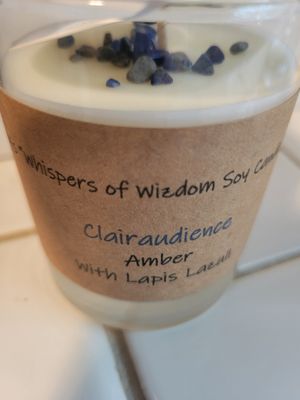 Whispers of Wizdom Soy
Clairaudience
Amber
with Lapis Lazuli